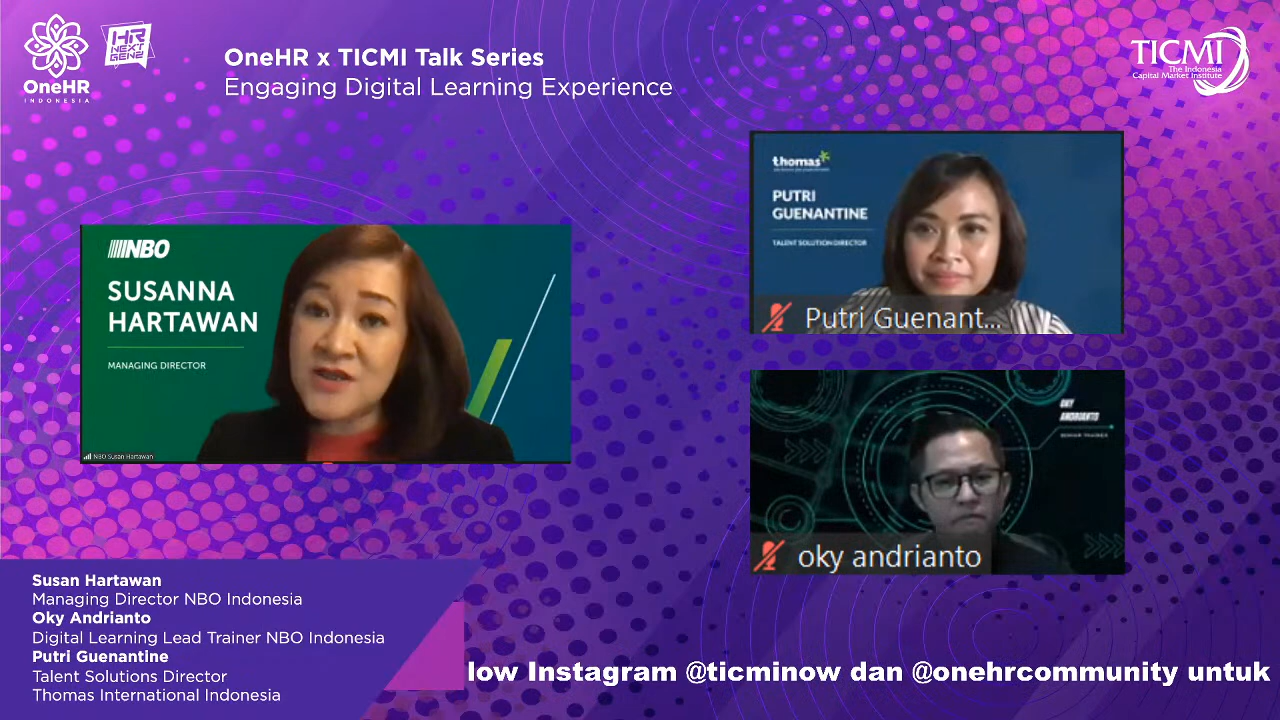 OneHR
INDONESIA
HR
NEXT
GEN2
OneHR x TICMI Talk Series
Engaging Digital Learning Experience
TICMI
The Indonesia
Capital Market Institute
NBO
SUSANNA
HARTAWAN
MANAGING DIRECTOR
NBO Susan Hartawan
thomas
PUTRI
GUENANTINE
TALENT SOLUTION DIRECTOR
Putri Guenant...
OKY
ANDRIANTO
SENIOR TRAINER
oky andrianto
Susan Hartawan
Managing Director NBO Indonesia
Oky Andrianto
Digital Learning Lead Trainer NBO Indonesia
Putri Guenantine
Talent Solutions Director
Thomas International Indonesia
low Instagram @ticminow dan @onehrcommunity untuk